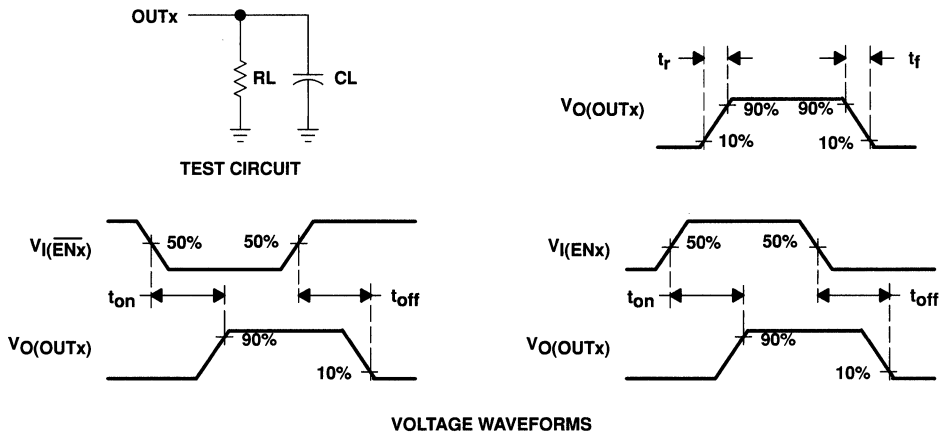 OUTx
RL
CL
TEST CIRCUIT
tr
tf
VO(OUTx)
90%
90%
10%
10%
VI(E̅N̅x̅)
50%
50%
ton
toff
VO(OUTx)
90%
10%
VI(ENx)
50%
50%
ton
toff
VO(OUTx)
90%
10%
VOLTAGE WAVEFORMS